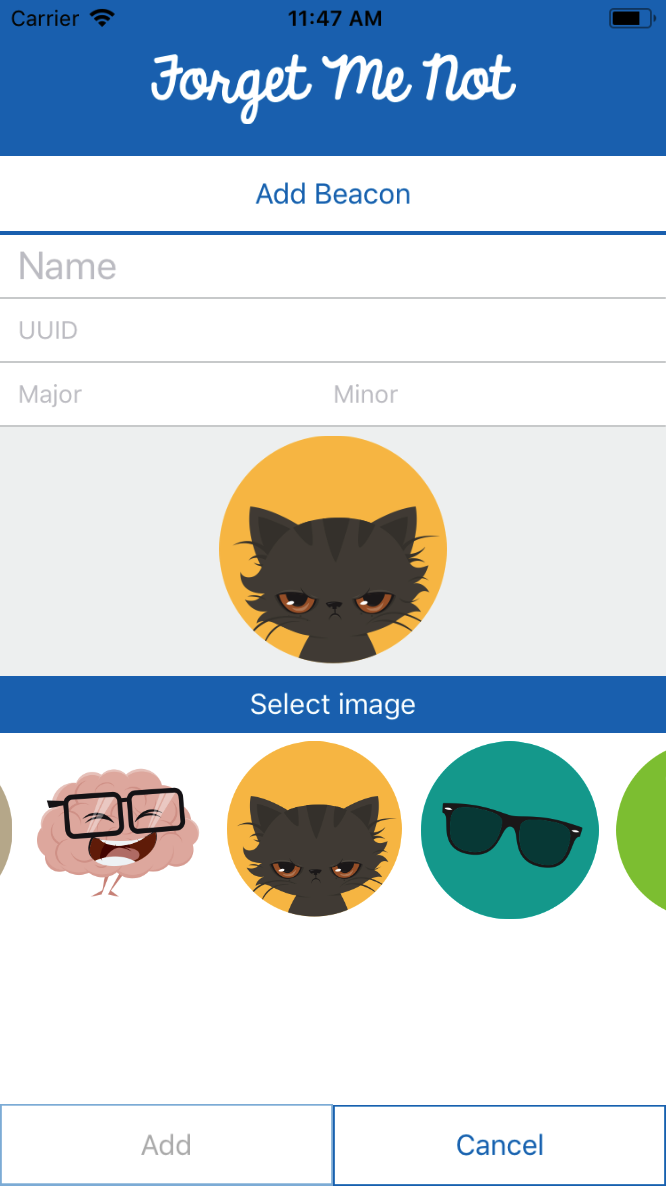 Carrier 11:47 AM
Forget Me Not
Add Beacon
Name
UUID
Major Minor
Select image
Add Cancel